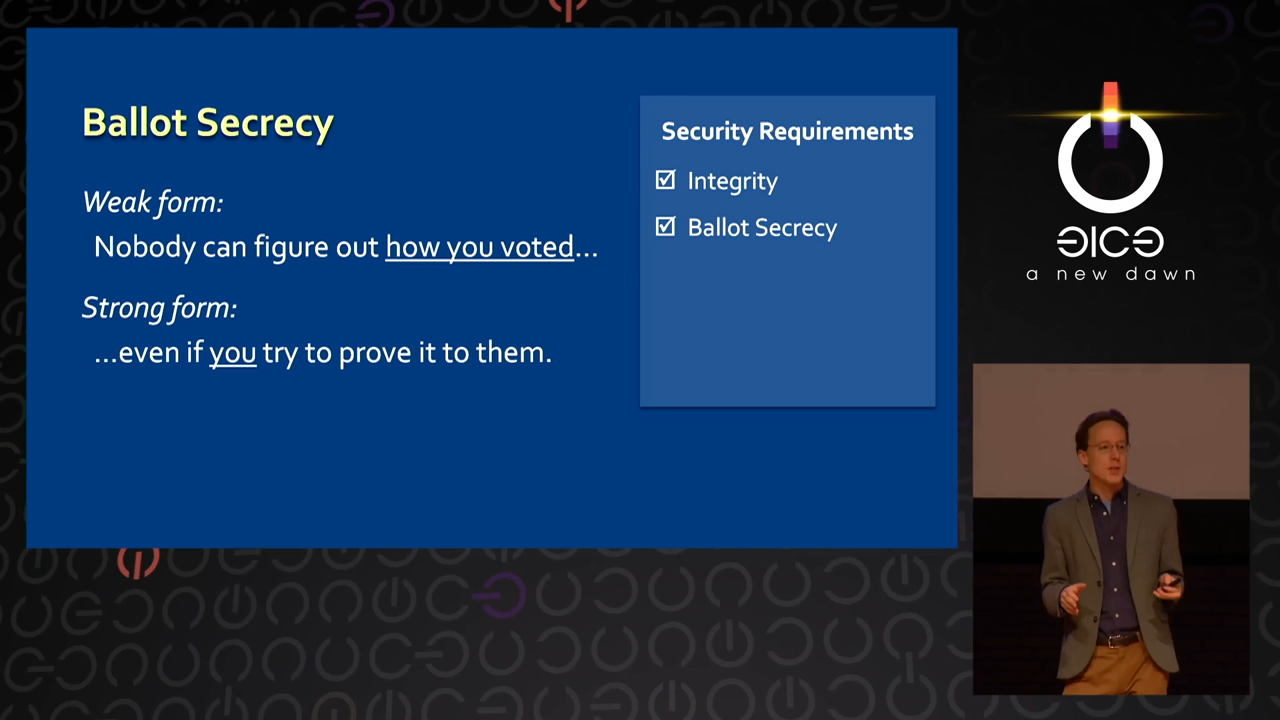 Ballot Secrecy
Weak form:
Nobody can figure out how you voted...
Strong form:
...even if you try to prove it to them.
Security Requirements
☑ Integrity
☑ Ballot Secrecy
ƎICƎ
a new dawn